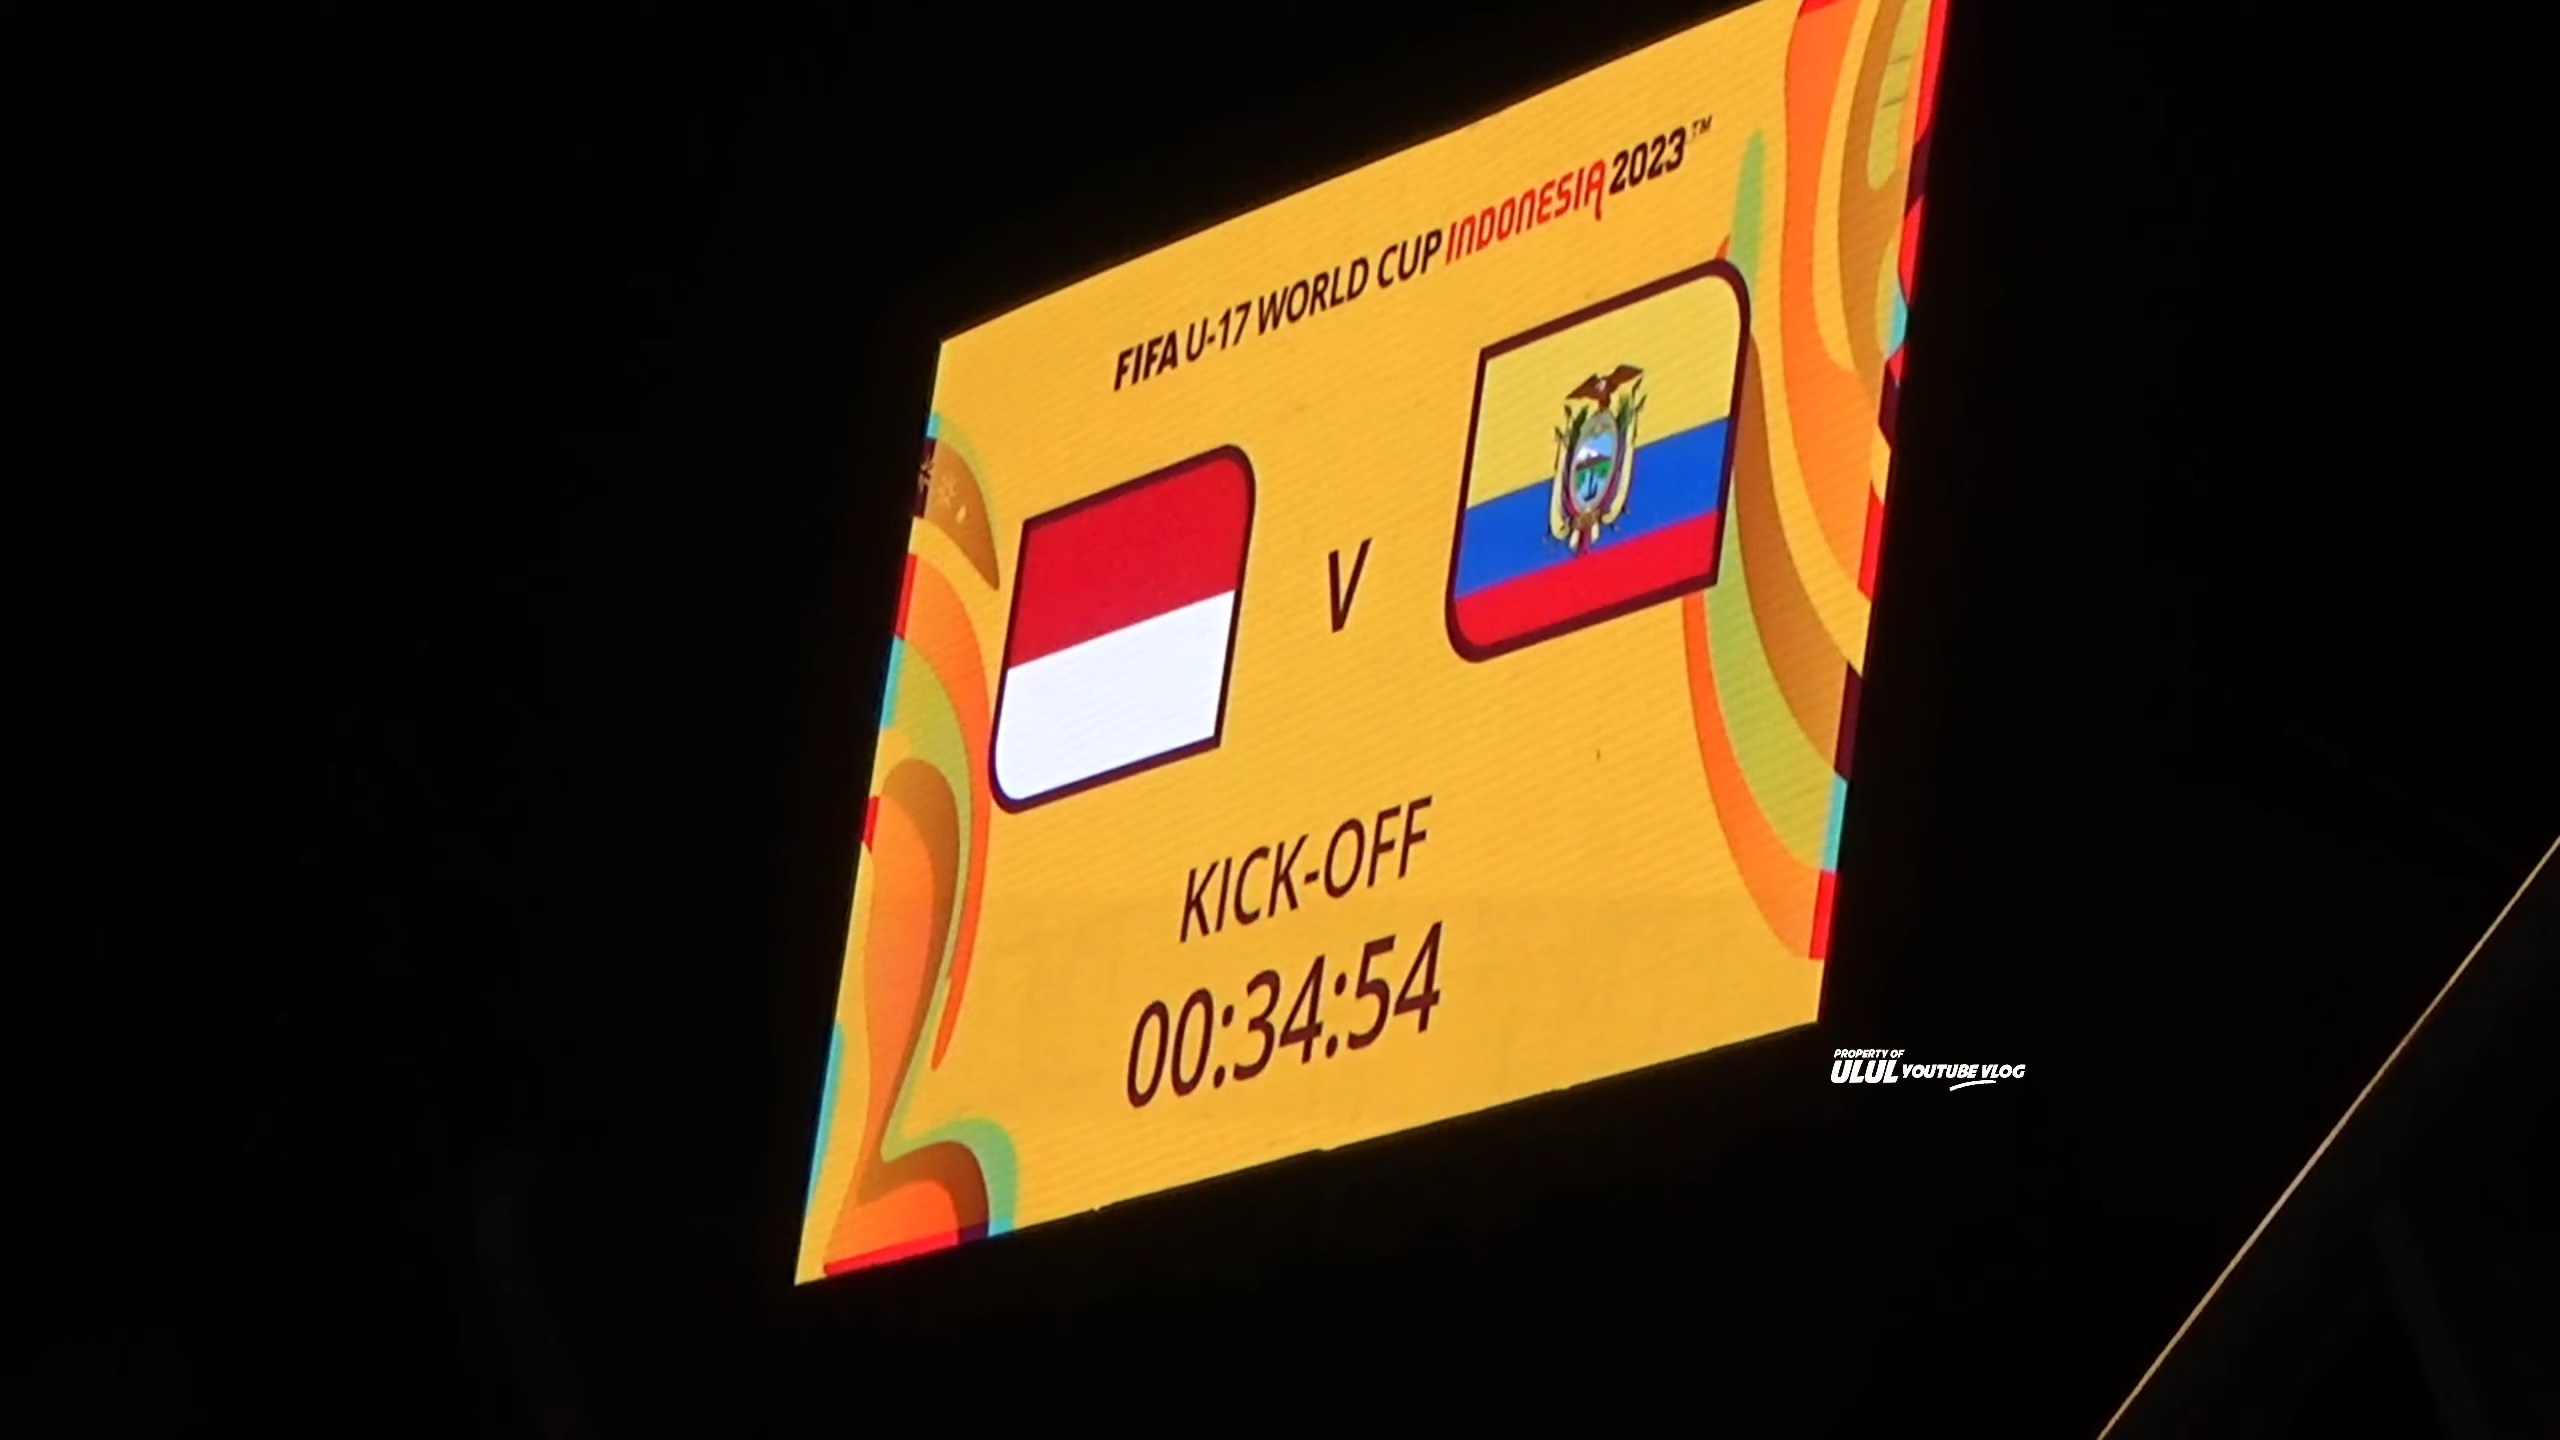 FIFA U-17 WORLD CUP INDONESIA 2023™
V
KICK-OFF
00:34:54
PROPERTY OF
ULUL YOUTUBE VLOG